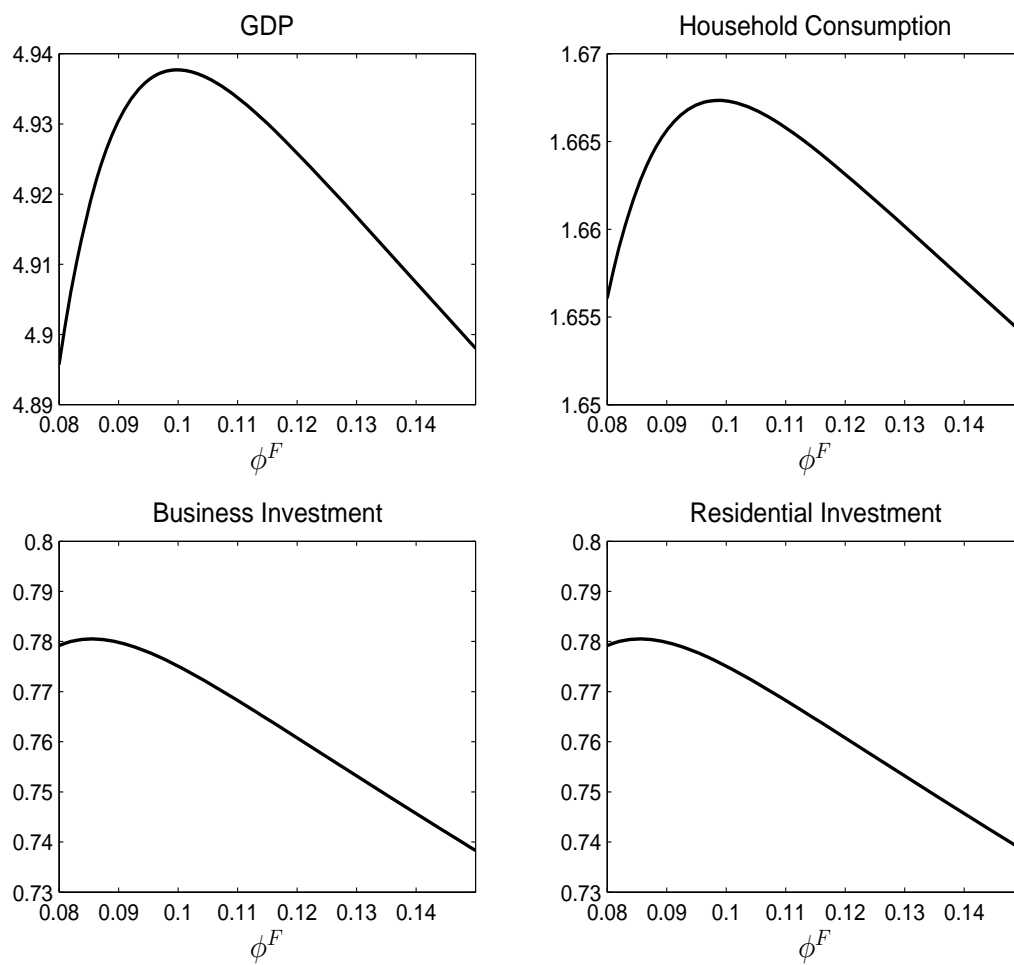 GDP
4.94
4.93
4.92
4.91
4.9
4.89
0.08 0.09 0.1 0.11 0.12 0.13 0.14
ϕ^F
Household Consumption
1.67
1.665
1.66
1.655
1.65
0.08 0.09 0.1 0.11 0.12 0.13 0.14
ϕ^F
Business Investment
0.8
0.79
0.78
0.77
0.76
0.75
0.74
0.73
0.08 0.09 0.1 0.11 0.12 0.13 0.14
ϕ^F
Residential Investment
0.8
0.79
0.78
0.77
0.76
0.75
0.74
0.73
0.08 0.09 0.1 0.11 0.12 0.13 0.14
ϕ^F